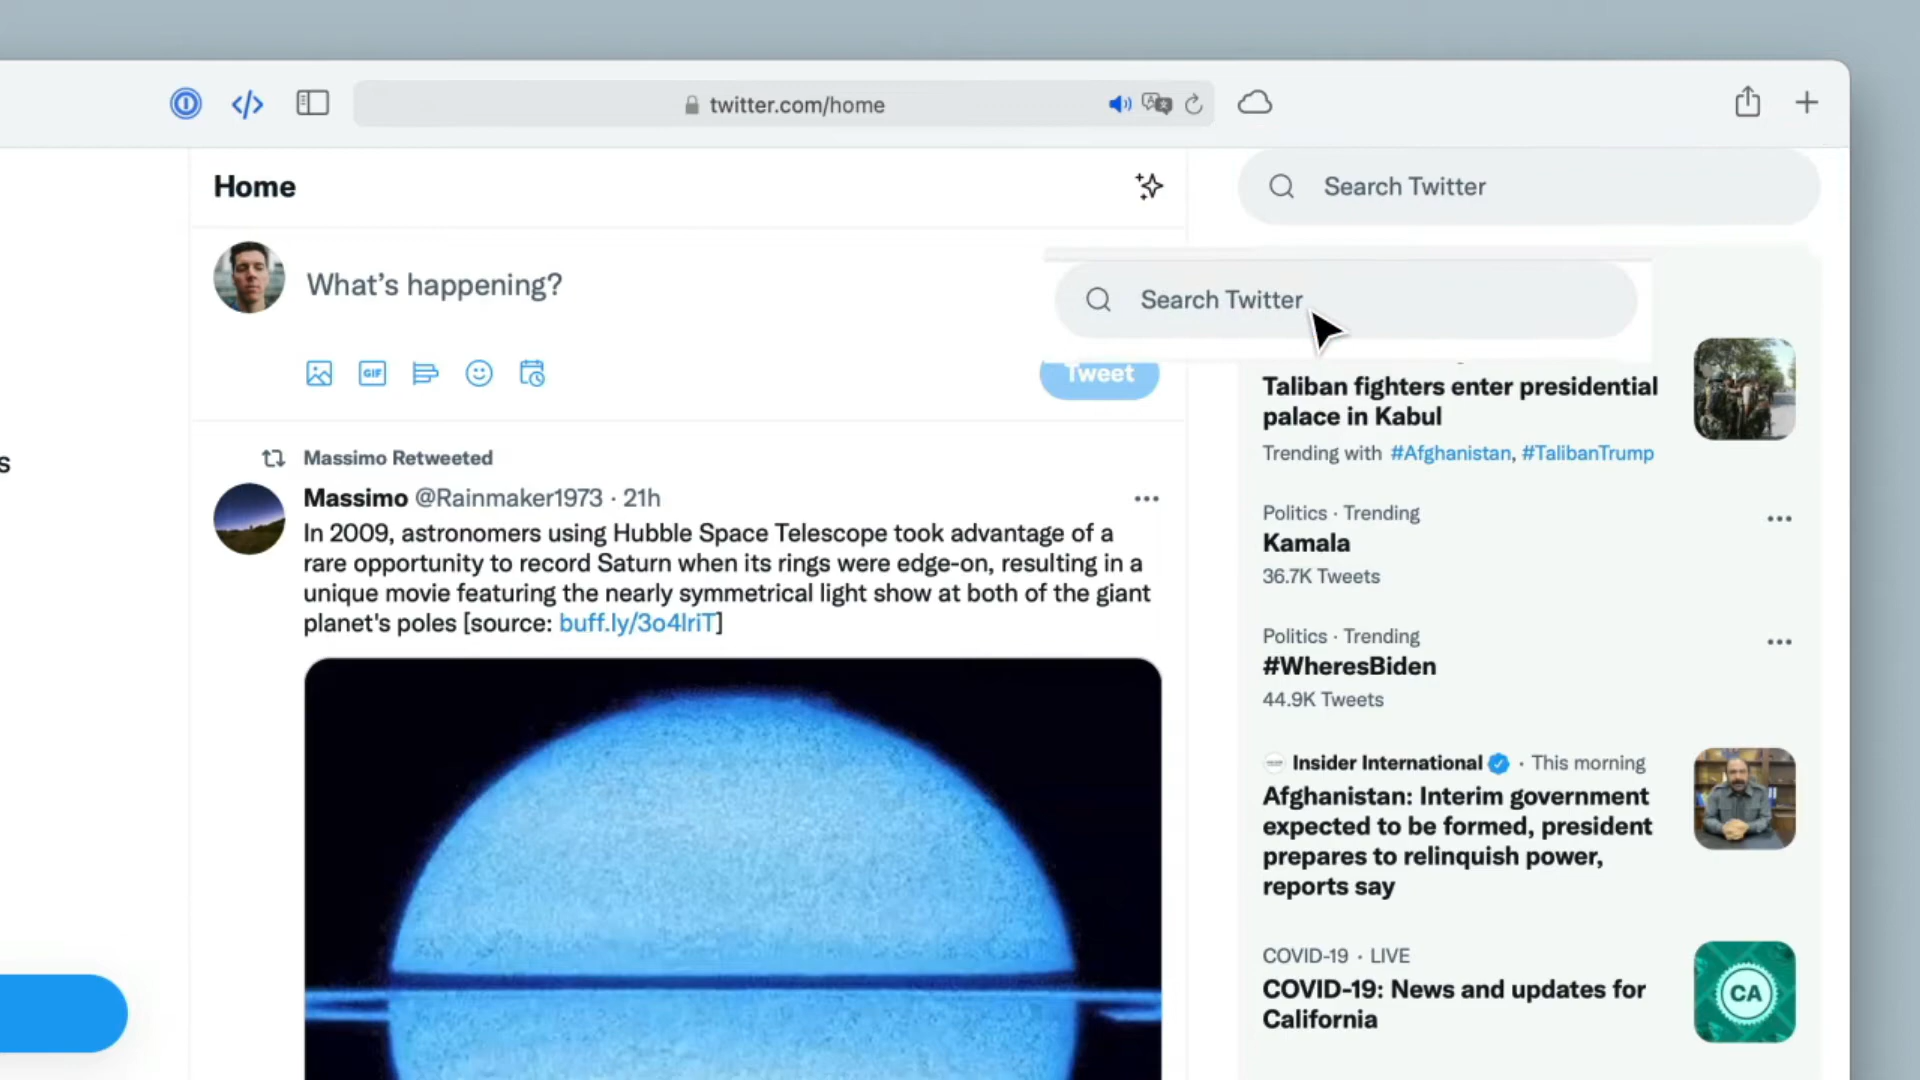 twitter.com/home
Home
Search Twitter
What’s happening?
Search Twitter
GIF
Tweet
Massimo Retweeted
Massimo @Rainmaker1973 · 21h
In 2009, astronomers using Hubble Space Telescope took advantage of a
rare opportunity to record Saturn when its rings were edge-on, resulting in a
unique movie featuring the nearly symmetrical light show at both of the giant
planet's poles [source: buff.ly/3o4lriT]
Taliban fighters enter presidential
palace in Kabul
Trending with #Afghanistan, #TalibanTrump
Politics · Trending
Kamala
36.7K Tweets
Politics · Trending
#WheresBiden
44.9K Tweets
Insider International · This morning
Afghanistan: Interim government
expected to be formed, president
prepares to relinquish power,
reports say
COVID-19 · LIVE
COVID-19: News and updates for
California
CA
s